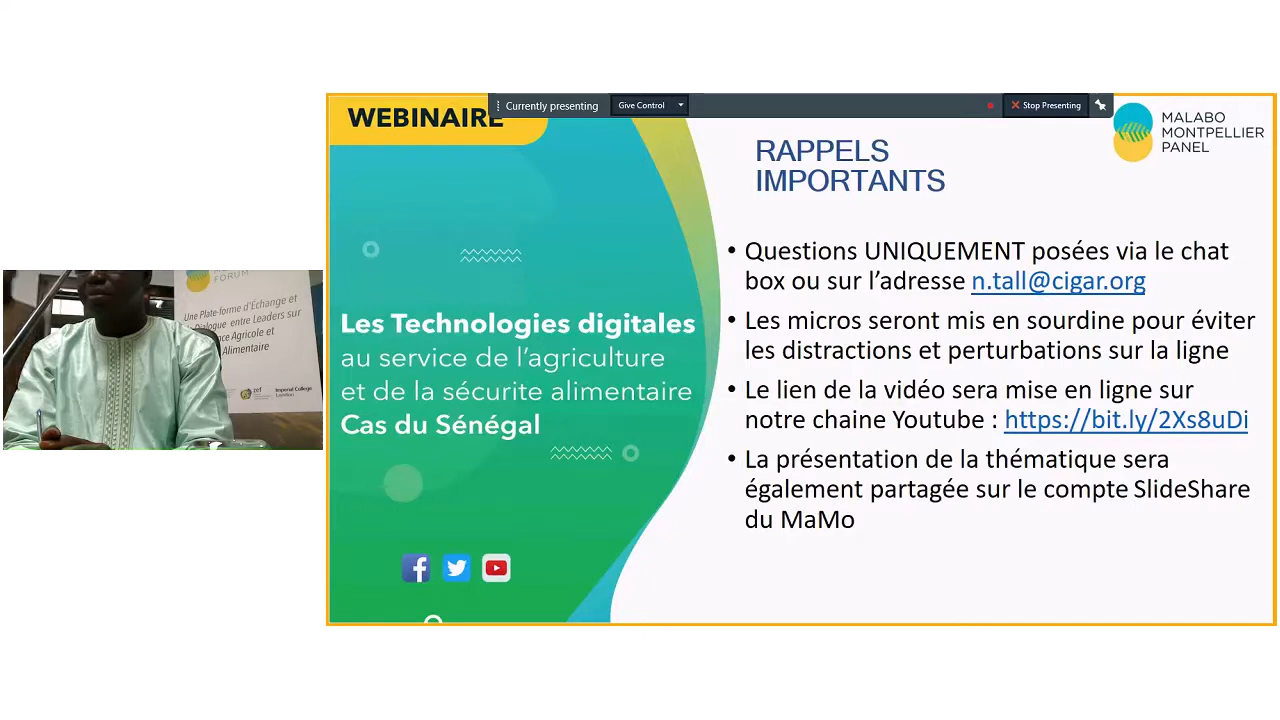 WEBINAIRE
Currently presenting
Give Control
Stop Presenting
MALABO
MONTPELLIER
PANEL
RAPPELS
IMPORTANTS
• Questions UNIQUEMENT posées via le chat
box ou sur l’adresse n.tall@cigar.org
• Les micros seront mis en sourdine pour éviter
les distractions et perturbations sur la ligne
• Le lien de la vidéo sera mise en ligne sur
notre chaine Youtube : https://bit.ly/2Xs8uDi
• La présentation de la thématique sera
également partagée sur le compte SlideShare
du MaMo
Les Technologies digitales
au service de l’agriculture
et de la sécurite alimentaire
Cas du Sénégal
FORUM
Une Plate-forme d’Échange et
Dialogue entre Leaders sur
Agricole et
Alimentaire
zef
Imperial College
London